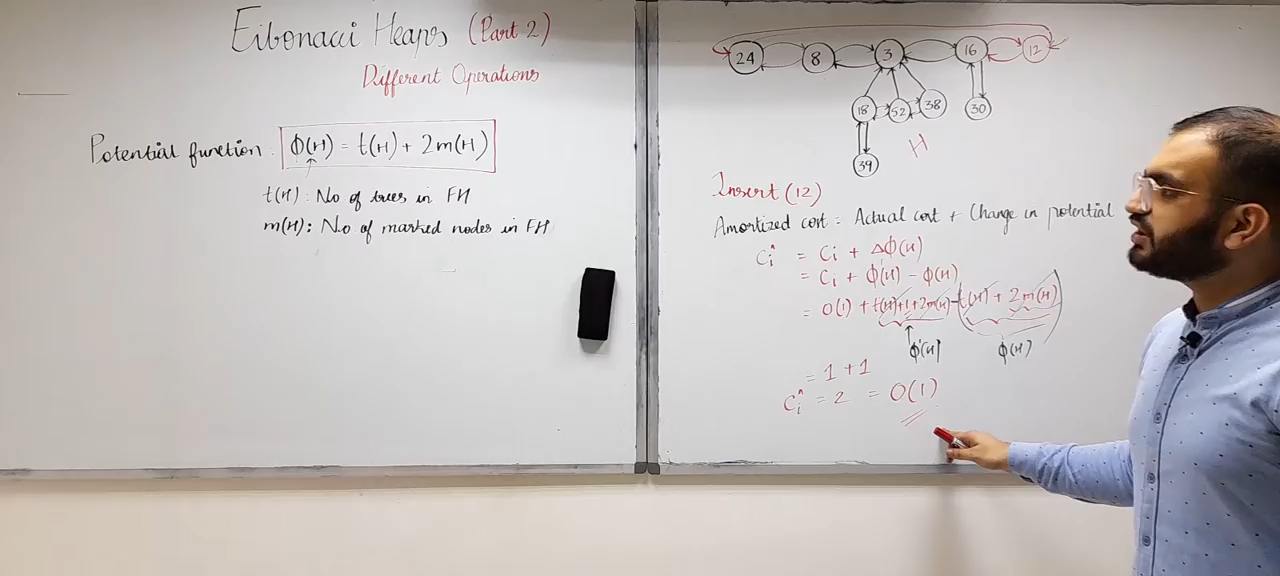 Fibonacci Heaps (Part 2)
Different Operations
Potential function: Φ(H) = t(H) + 2m(H)
t(H): No of trees in FH
m(H): No of marked nodes in FH
24 8 3 16 12
18 52 38 30
39
H
Insert (12)
Amortized cost = Actual cost + Change in potential
Ci^ = Ci + ΔΦ(H)
= Ci + Φ'(H) - Φ(H)
= O(1) + t(H)+1+2m(H) - (t(H) + 2m(H))
Φ'(H) Φ(H)
= 1 + 1
Ci^ = 2 = O(1)